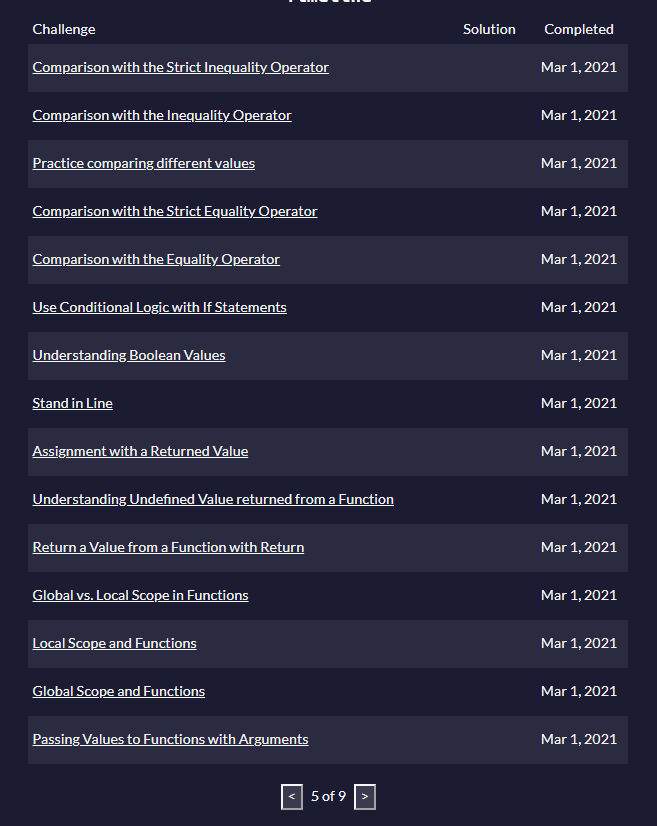 Challenge Solution Completed
Comparison with the Strict Inequality Operator Mar 1, 2021
Comparison with the Inequality Operator Mar 1, 2021
Practice comparing different values Mar 1, 2021
Comparison with the Strict Equality Operator Mar 1, 2021
Comparison with the Equality Operator Mar 1, 2021
Use Conditional Logic with If Statements Mar 1, 2021
Understanding Boolean Values Mar 1, 2021
Stand in Line Mar 1, 2021
Assignment with a Returned Value Mar 1, 2021
Understanding Undefined Value returned from a Function Mar 1, 2021
Return a Value from a Function with Return Mar 1, 2021
Global vs. Local Scope in Functions Mar 1, 2021
Local Scope and Functions Mar 1, 2021
Global Scope and Functions Mar 1, 2021
Passing Values to Functions with Arguments Mar 1, 2021
< 5 of 9 >